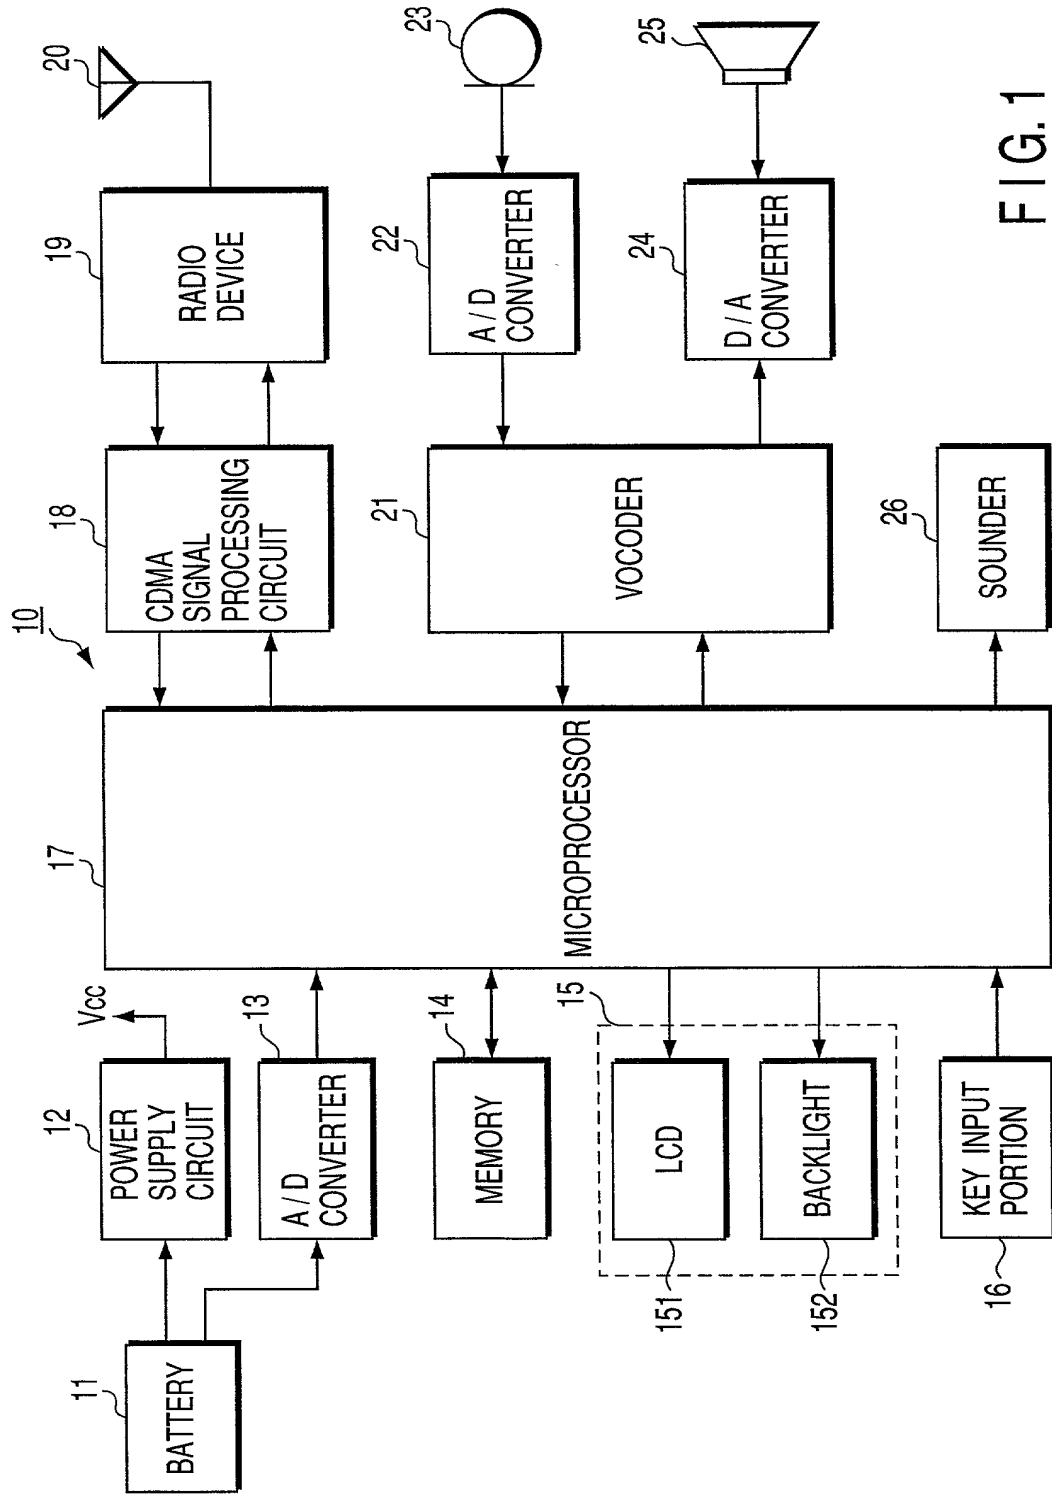 10
11
BATTERY
12
POWER
SUPPLY
CIRCUIT
Vcc
13
A/D
CONVERTER
14
MEMORY
15
LCD
151
BACKLIGHT
152
KEY INPUT
PORTION
16
17
MICROPROCESSOR
18
CDMA
SIGNAL
PROCESSING
CIRCUIT
19
RADIO
DEVICE
20
21
VOCODER
22
A/D
CONVERTER
23
24
D/A
CONVERTER
25
26
SOUNDER
FIG. 1